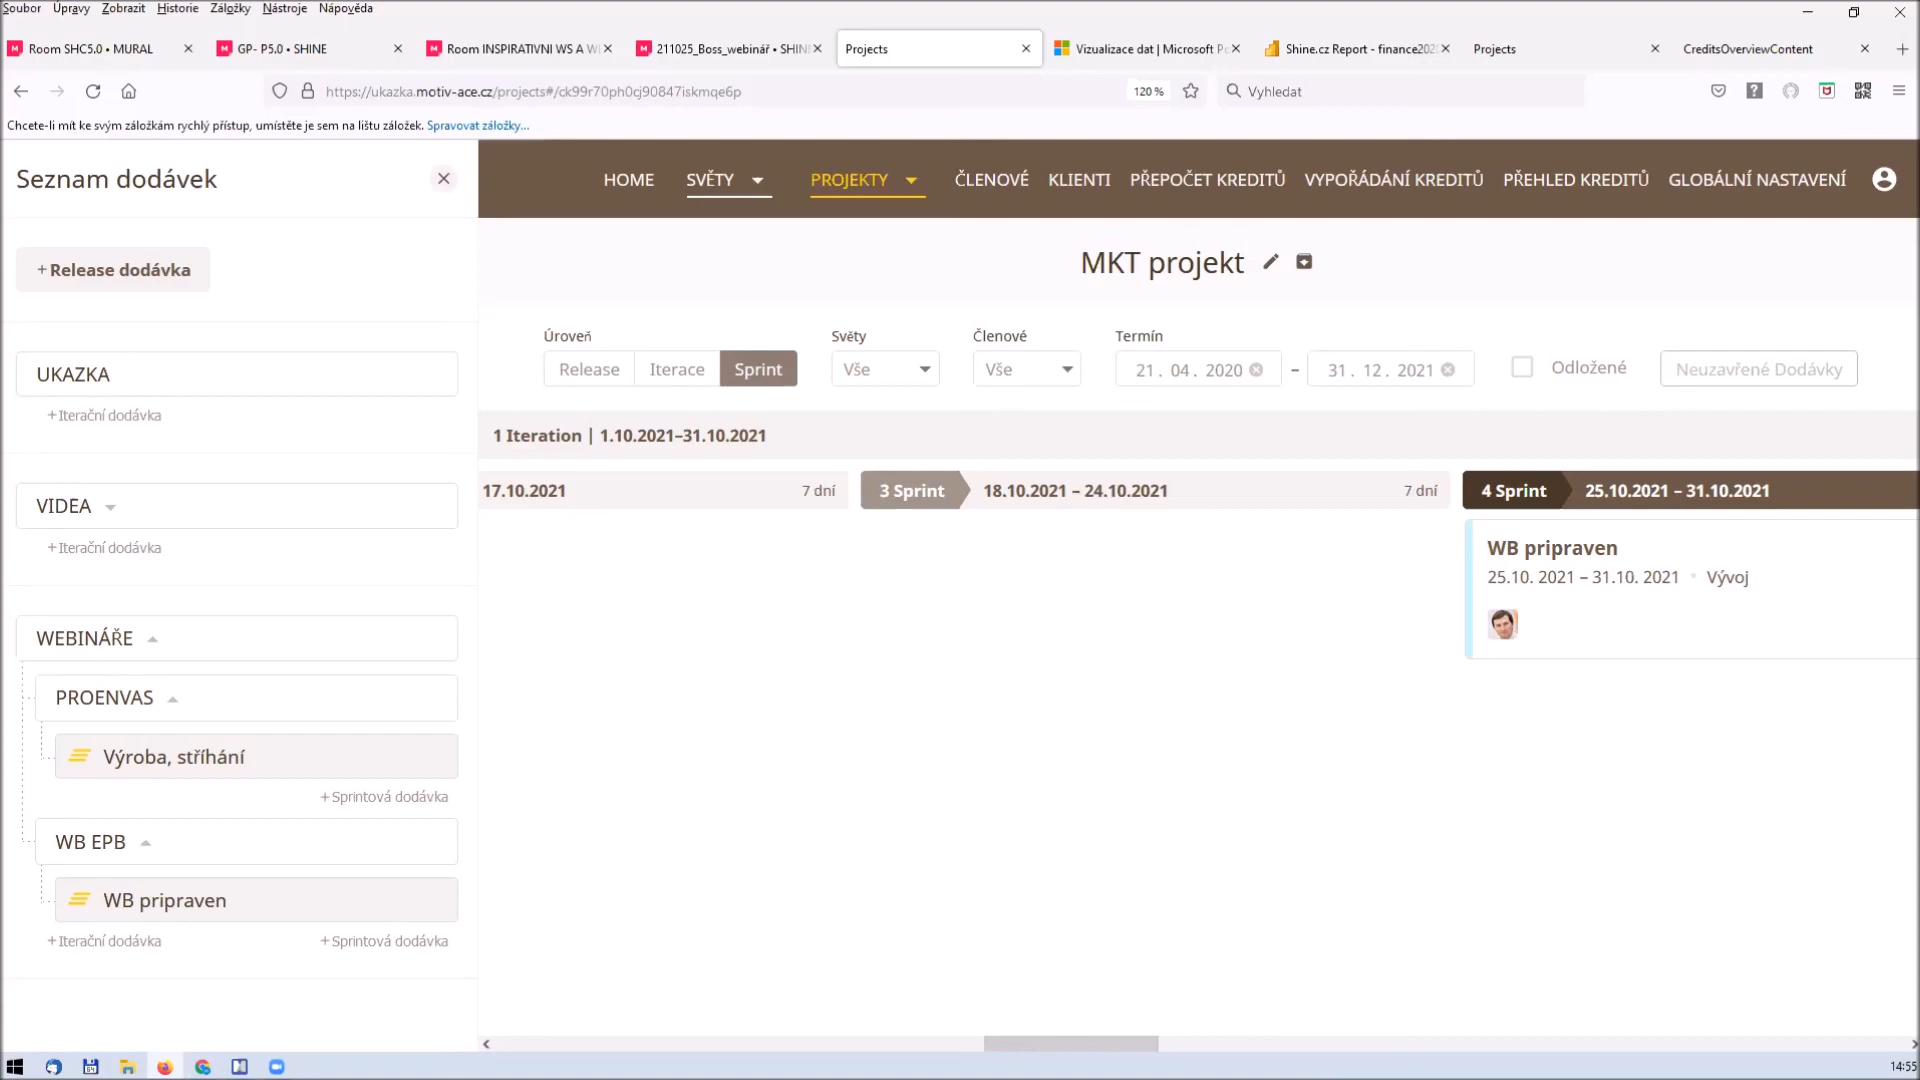 Soubor Úpravy Zobrazit Historie Záložky Nástroje Nápověda
Room SHC5.0 • MURAL
GP- P5.0 • SHINE
Room INSPIRATIVNI WS A W
211025_Boss_webinář • SHIN
Projects
Vizualizace dat | Microsoft Po
Shine.cz Report - finance202
Projects
CreditsOverviewContent
https://ukazka.motiv-ace.cz/projects#/ck99r70ph0cj90847iskmqe6p
120 %
Vyhledat
Chcete-li mít ke svým záložkám rychlý přístup, umístěte je sem na lištu záložek. Spravovat záložky...
Seznam dodávek
HOME SVĚTY PROJEKTY ČLENOVÉ KLIENTI PŘEPOČET KREDITŮ VYPOŘÁDÁNÍ KREDITŮ PŘEHLED KREDITŮ GLOBÁLNÍ NASTAVENÍ
+ Release dodávka
MKT projekt
Úroveň
Release Iterace Sprint
Světy
Vše
Členové
Vše
Termín
21. 04. 2020 – 31. 12. 2021
Odložené
Neuzavřené Dodávky
1 Iteration | 1.10.2021–31.10.2021
17.10.2021 7 dní
3 Sprint 18.10.2021 – 24.10.2021 7 dní
4 Sprint 25.10.2021 – 31.10.2021
WB pripraven
25.10. 2021 – 31.10. 2021 • Vývoj
UKAZKA
+ Iterační dodávka
VIDEA
+ Iterační dodávka
WEBINÁŘE
PROENVAS
Výroba, stříhání
+ Sprintová dodávka
WB EPB
WB pripraven
+ Iterační dodávka + Sprintová dodávka
14:55